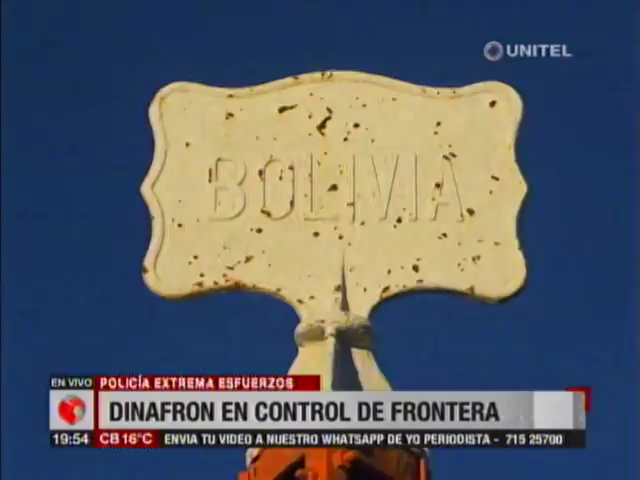 UNITEL
BOLIVIA
EN VIVO POLICÍA EXTREMA ESFUERZOS
DINAFRON EN CONTROL DE FRONTERA
19:54 CB 16°C ENVIA TU VIDEO A NUESTRO WHATSAPP DE YO PERIODISTA - 715 25700